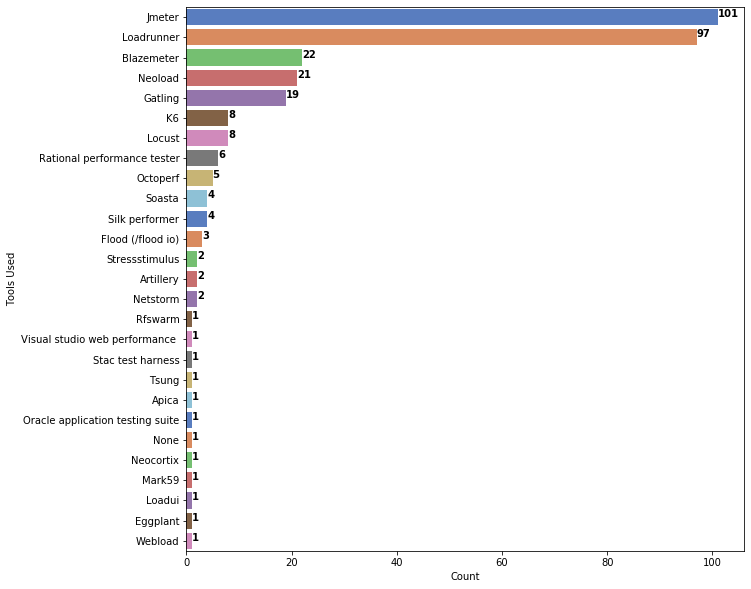 Jmeter 101
Loadrunner 97
Blazemeter 22
Neoload 21
Gatling 19
K6 8
Locust 8
Rational performance tester 6
Octoperf 5
Soasta 4
Silk performer 4
Flood (/flood io) 3
Stressstimulus 2
Artillery 2
Netstorm 2
Rfswarm 1
Visual studio web performance 1
Stac test harness 1
Tsung 1
Apica 1
Oracle application testing suite 1
None 1
Neocortix 1
Mark59 1
Loadui 1
Eggplant 1
Webload 1
Tools Used
0 20 40 60 80 100
Count